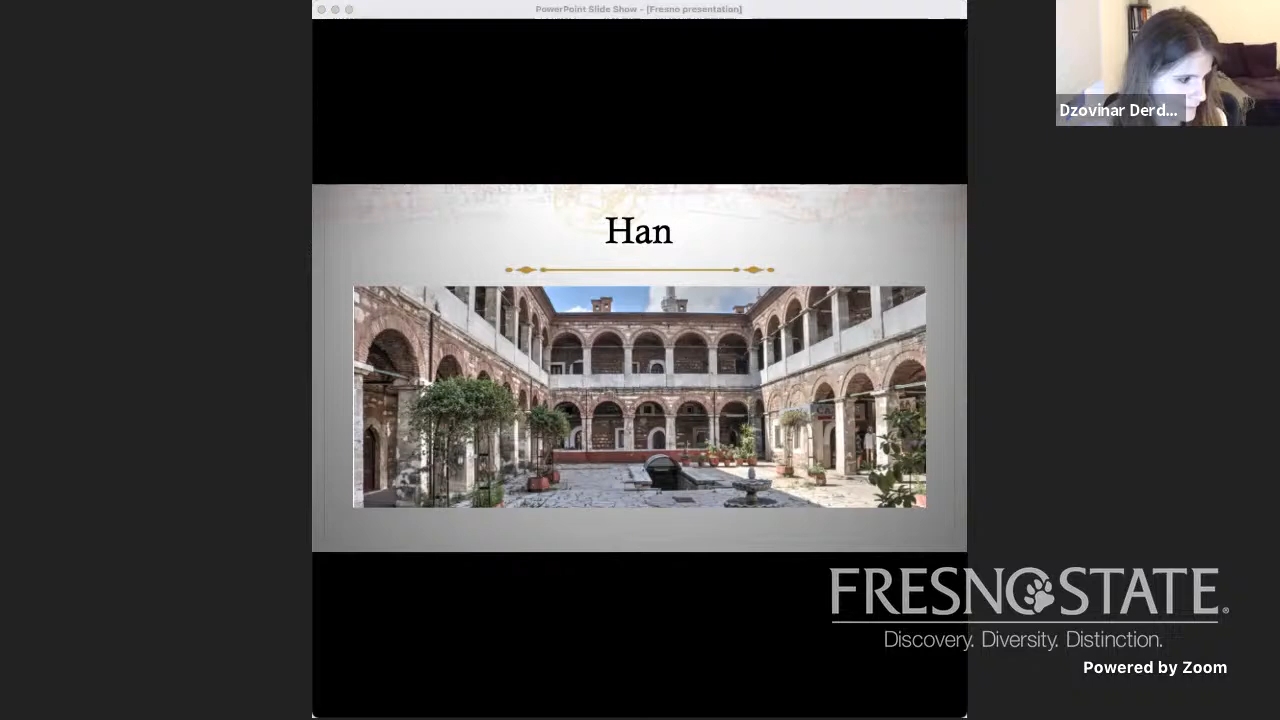 PowerPoint Slide Show - [Fresno presentation]
Dzovinar Derd...
Han
FRESNO STATE.
Discovery. Diversity. Distinction.
Powered by Zoom